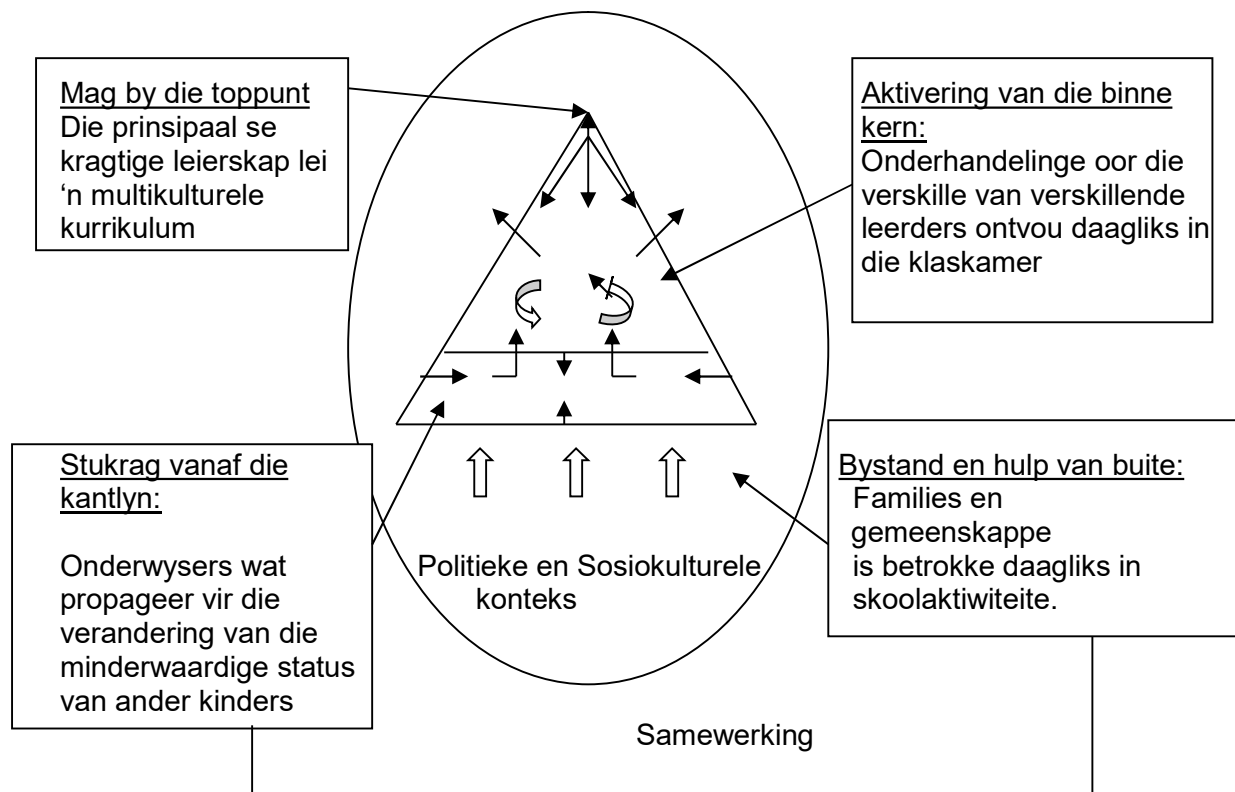 Mag by die toppunt
Die prinsipaal se
kragtige leierskap lei
‘n multikulturele
kurrikulum
Aktivering van die binne
kern:
Onderhandelinge oor die
verskille van verskillende
leerders ontvou daagliks in
die klaskamer
Stukrag vanaf die
kantlyn:
Onderwysers wat
propageer vir die
verandering van die
minderwaardige status
van ander kinders
Bystand en hulp van buite:
Families en
gemeenskappe
is betrokke daagliks in
skoolaktiwiteite.
Politieke en Sosiokulturele
konteks
Samewerking